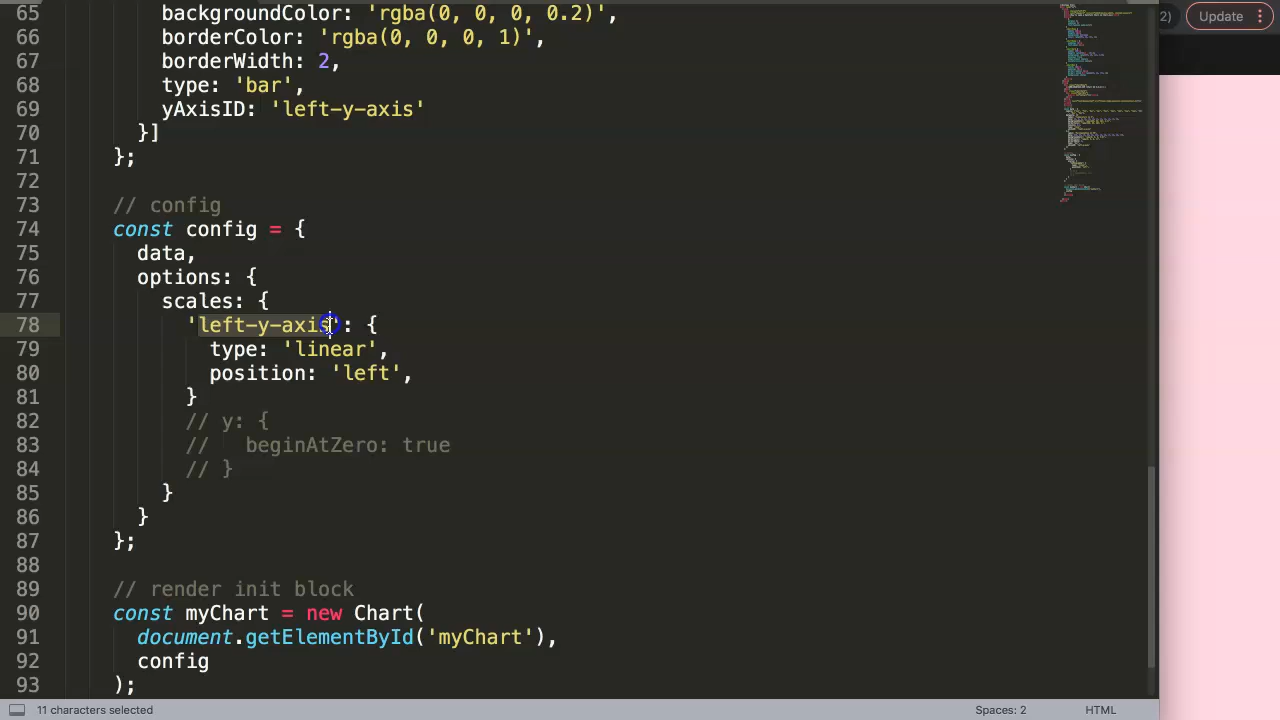 65 backgroundColor: 'rgba(0, 0, 0, 0.2)',
66 borderColor: 'rgba(0, 0, 0, 1)',
67 borderWidth: 2,
68 type: 'bar',
69 yAxisID: 'left-y-axis'
70 }]
71 };
72
73 // config
74 const config = {
75 data,
76 options: {
77 scales: {
78 'left-y-axis': {
79 type: 'linear',
80 position: 'left',
81 }
82 // y: {
83 //   beginAtZero: true
84 // }
85 }
86 }
87 };
88
89 // render init block
90 const myChart = new Chart(
91 document.getElementById('myChart'),
92 config
93 );
2) Update
11 characters selected
Spaces: 2
HTML